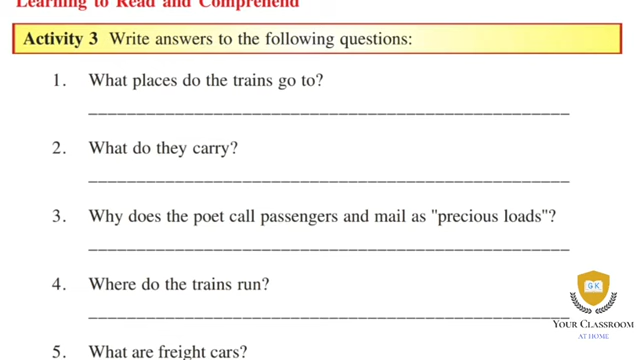 Learning to Read and Comprehend
Activity 3 Write answers to the following questions:
1. What places do the trains go to?
2. What do they carry?
3. Why does the poet call passengers and mail as "precious loads"?
4. Where do the trains run?
GK
YOUR CLASSROOM
AT HOME
5. What are freight cars?